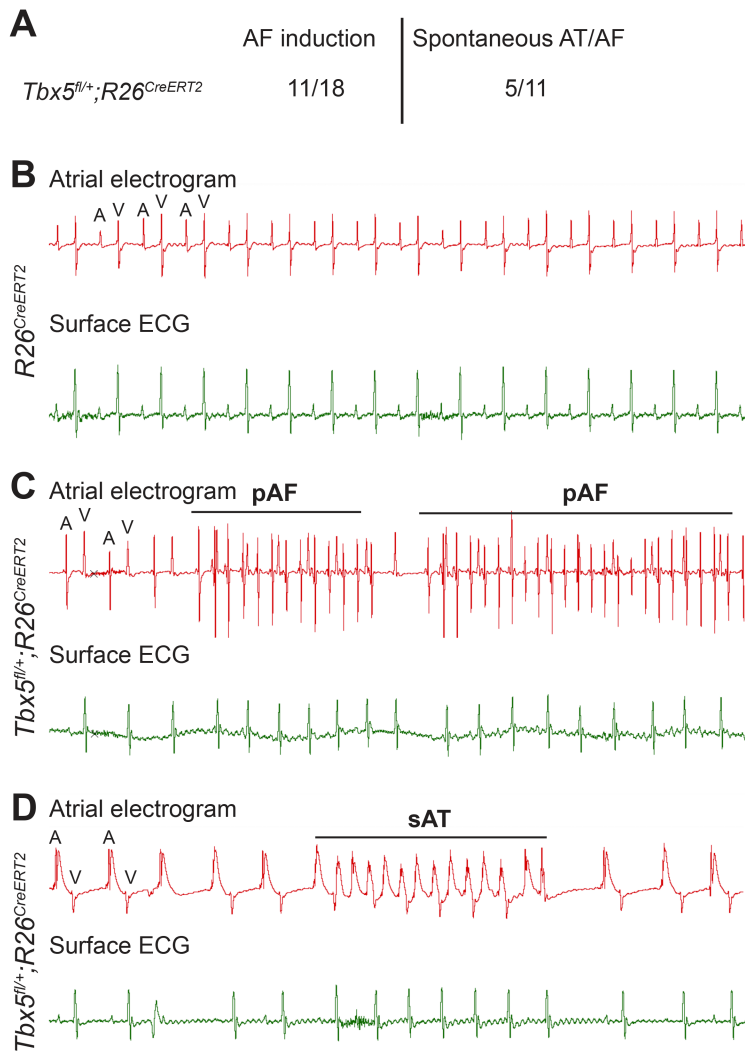 A
AF induction
Spontaneous AT/AF
Tbx5fl/+;R26CreERT2
11/18
5/11
B
Atrial electrogram
A V A V A V
R26CreERT2
Surface ECG
C
Atrial electrogram
pAF
pAF
A V A V
Tbx5fl/+;R26CreERT2
Surface ECG
D
Atrial electrogram
sAT
A A
V V
Tbx5fl/+;R26CreERT2
Surface ECG